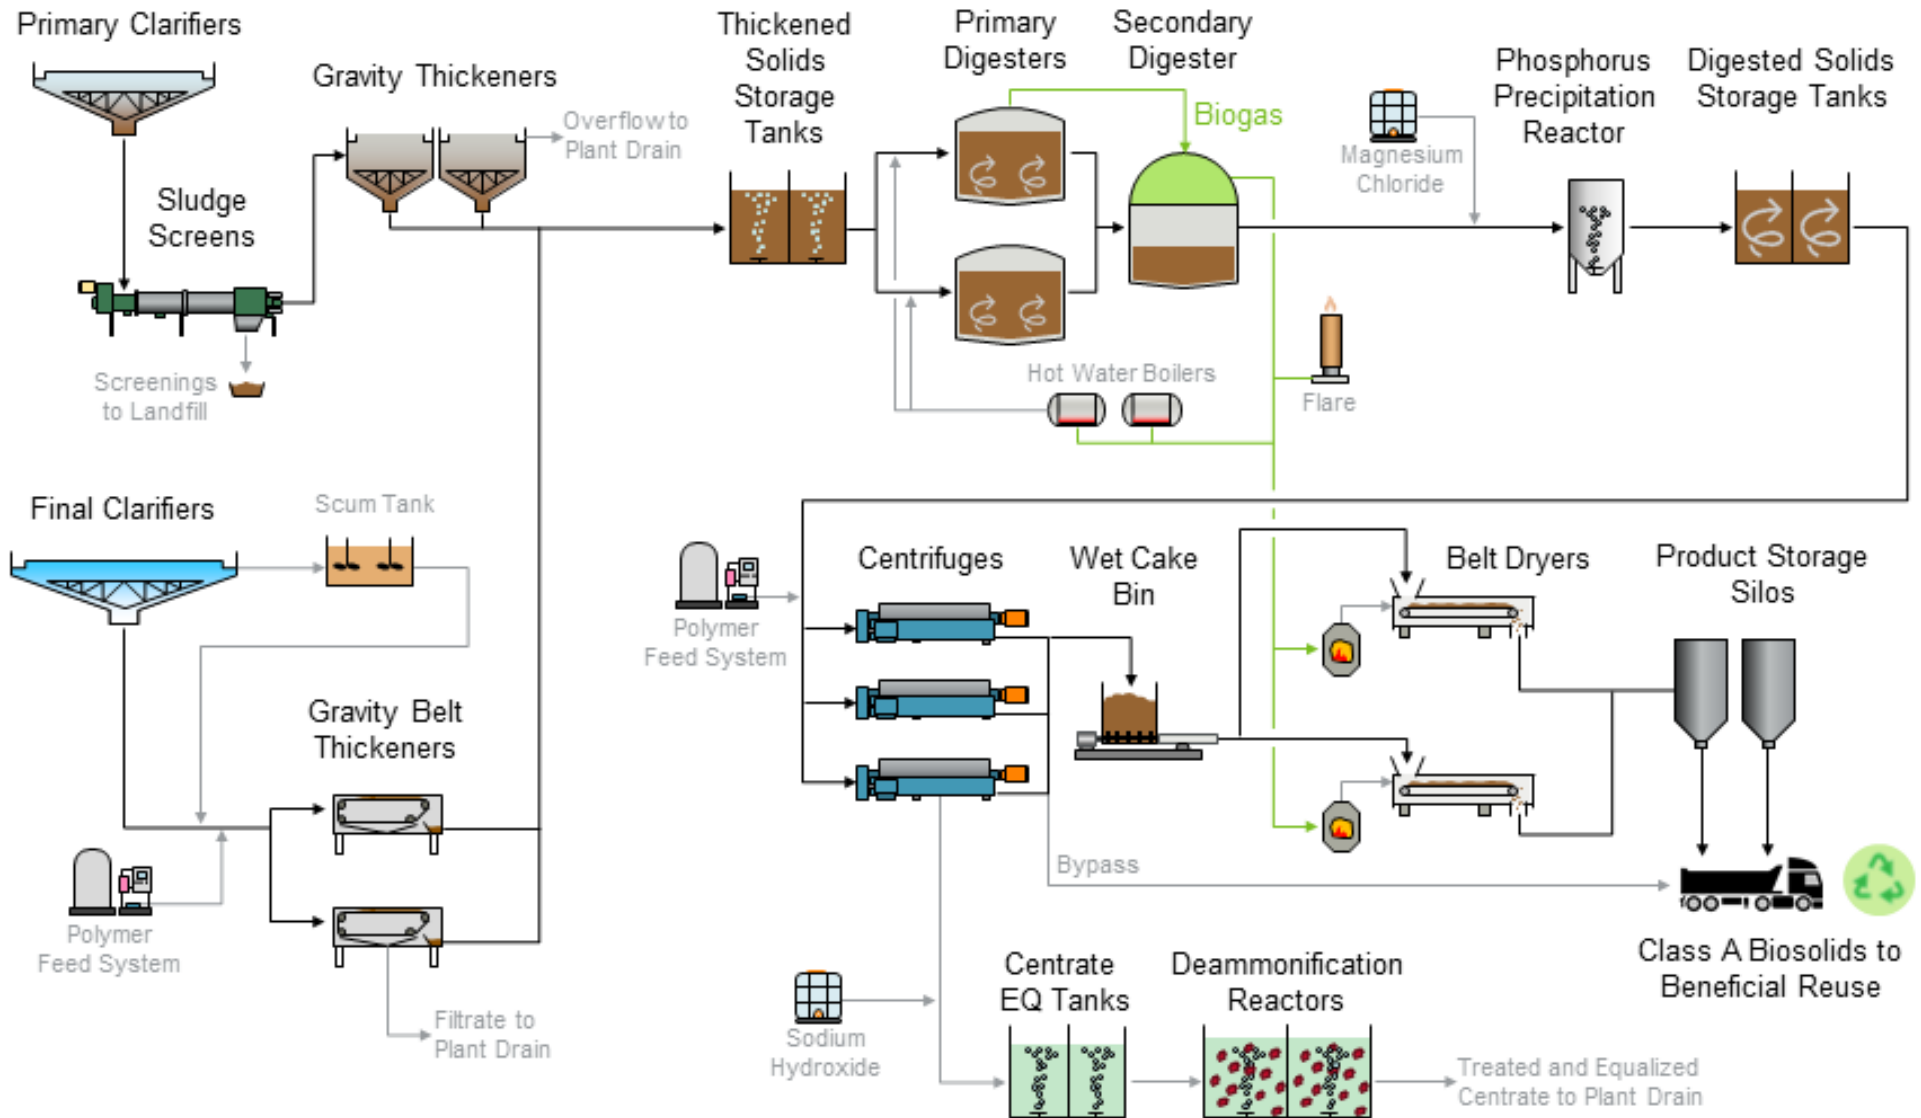 Primary Clarifiers
Gravity Thickeners
Overflow to
Plant Drain
Thickened
Solids
Storage
Tanks
Primary
Digesters
Secondary
Digester
Biogas
Magnesium
Chloride
Phosphorus
Precipitation
Reactor
Digested Solids
Storage Tanks
Sludge
Screens
Screenings
to Landfill
Hot Water Boilers
Flare
Final Clarifiers
Scum Tank
Gravity Belt
Thickeners
Polymer
Feed System
Filtrate to
Plant Drain
Polymer
Feed System
Centrifuges
Wet Cake
Bin
Belt Dryers
Product Storage
Silos
Bypass
Class A Biosolids to
Beneficial Reuse
Sodium
Hydroxide
Centrate
EQ Tanks
Deammonification
Reactors
Treated and Equalized
Centrate to Plant Drain